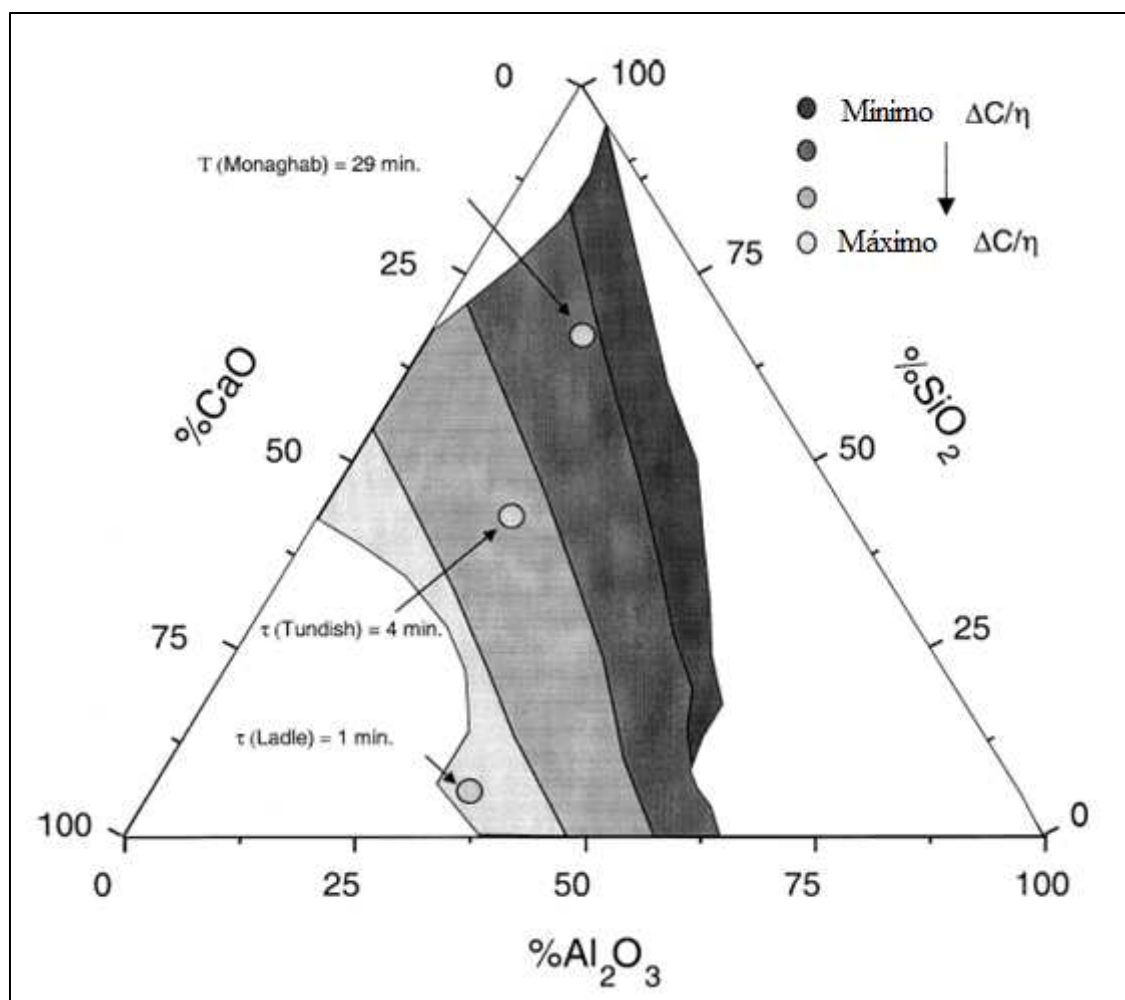 0 100
Mínimo ΔC/η
T (Monaghab) = 29 min.
Máximo ΔC/η
25 75
%CaO
%SiO₂
50 50
τ (Tundish) = 4 min.
75 25
τ (Ladle) = 1 min.
100 0
0 25 50 75 100
%Al₂O₃